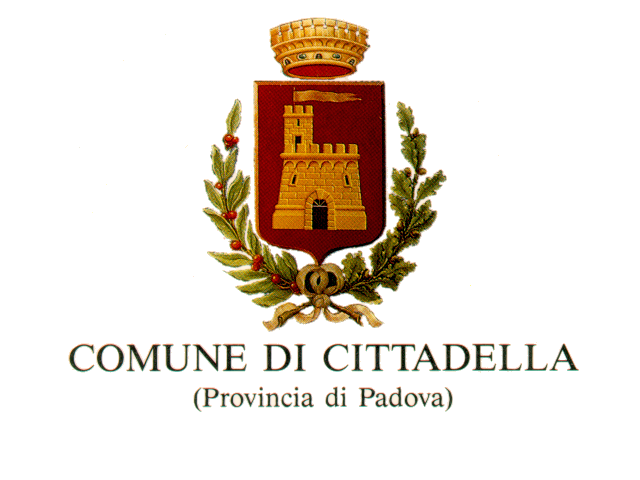 COMUNE DI CITTADELLA
(Provincia di Padova)